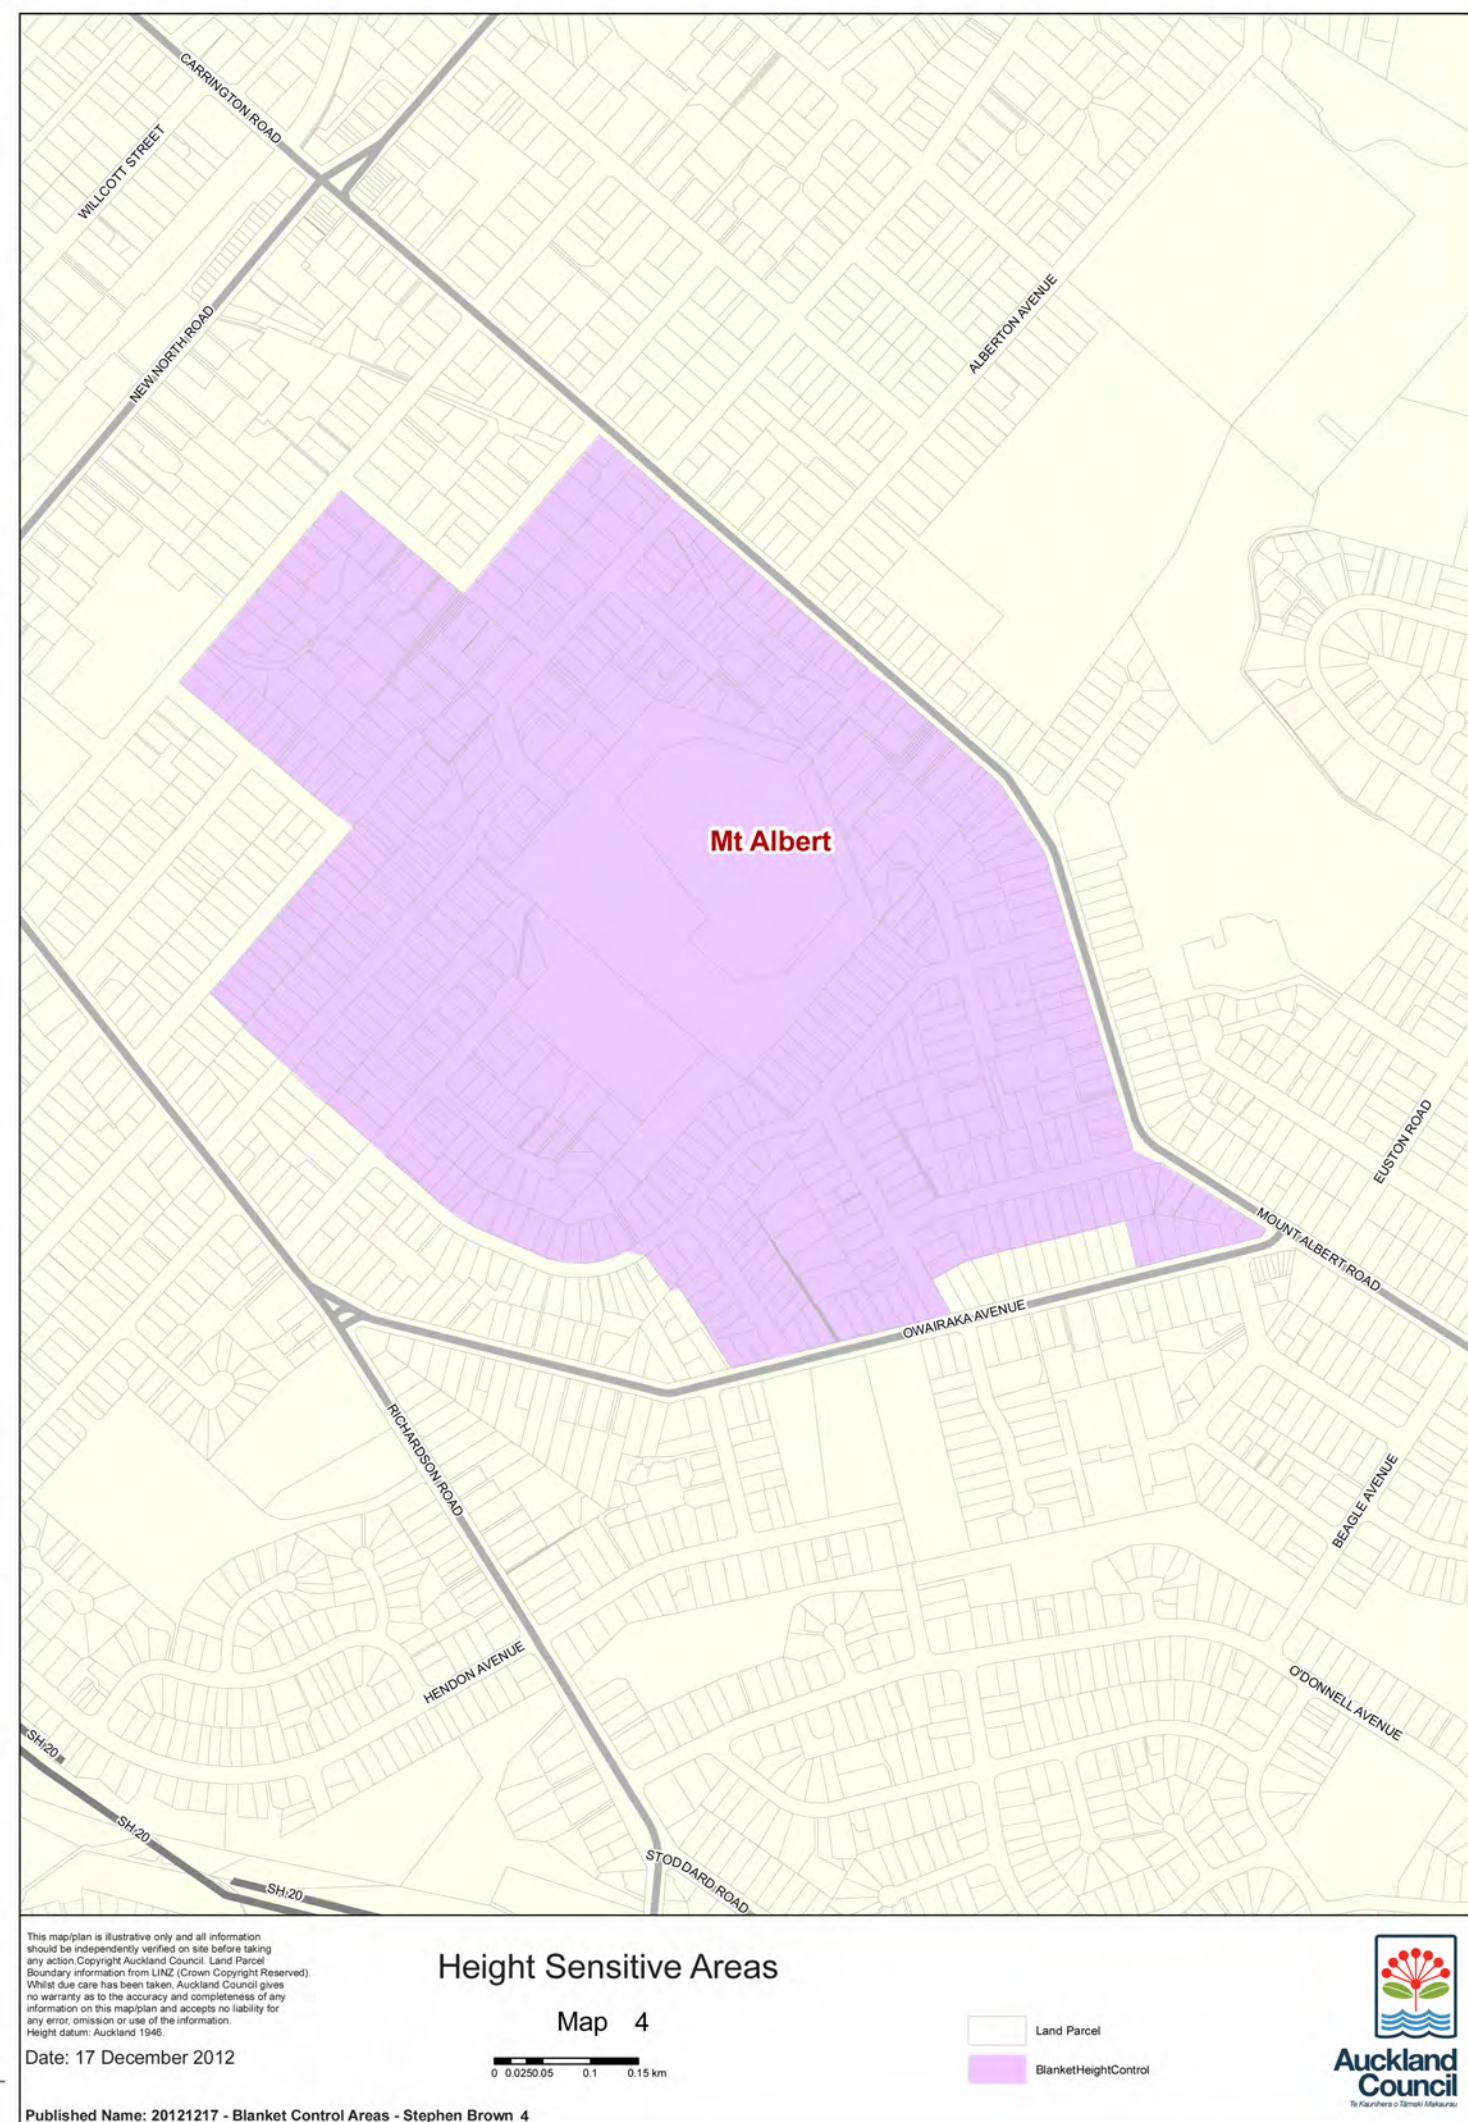 CARRINGTON ROAD
WILLCOTT STREET
NEW NORTH ROAD
ALBERTON AVENUE
Mt Albert
EUSTON ROAD
MOUNT ALBERT ROAD
OWAIRAKA AVENUE
RICHARDSON ROAD
BEAGLE AVENUE
HENDON AVENUE
O'DONNELL AVENUE
SH 20
SH 20
SH 20
STODDARD ROAD
This map/plan is illustrative only and all information
should be independently verified on site before taking
any action.Copyright Auckland Council. Land Parcel
Boundary information from LINZ (Crown Copyright Reserved).
Whilst due care has been taken, Auckland Council gives
no warranty as to the accuracy and completeness of any
information on this map/plan and accepts no liability for
any error, omission or use of the information.
Height datum: Auckland 1946.
Date: 17 December 2012
Published Name: 20121217 - Blanket Control Areas - Stephen Brown 4
Height Sensitive Areas
Map 4
0 0.0250.05 0.1 0.15 km
Land Parcel
BlanketHeightControl
Auckland
Council
Te Kaunihera o Tāmaki Makaurau